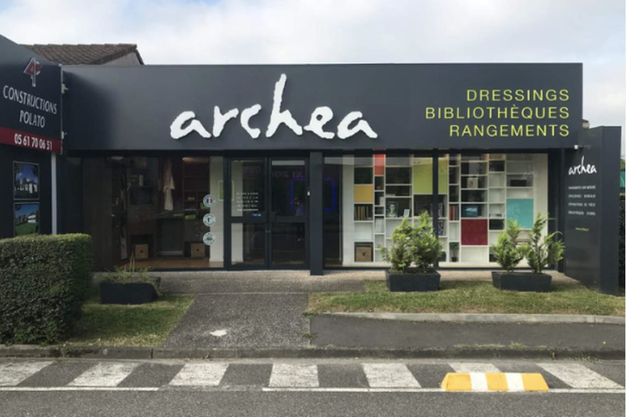 CONSTRUCTIONS
POLATO
05 61 70 06 51
archea
DRESSINGS
BIBLIOTHÈQUES
RANGEMENTS
archea